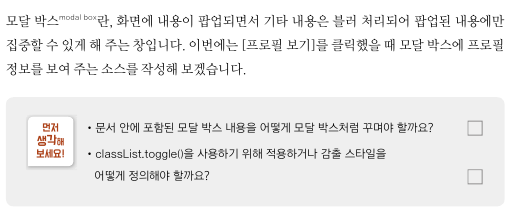 모달 박스modal box란, 화면에 내용이 팝업되면서 기타 내용은 블러 처리되어 팝업된 내용에만
집중할 수 있게 해 주는 창입니다. 이번에는 [프로필 보기]를 클릭했을 때 모달 박스에 프로필
정보를 보여 주는 소스를 작성해 보겠습니다.
먼저
생각해
보세요!
• 문서 안에 포함된 모달 박스 내용을 어떻게 모달 박스처럼 꾸며야 할까요?
• classList.toggle()을 사용하기 위해 적용하거나 감출 스타일을
어떻게 정의해야 할까요?